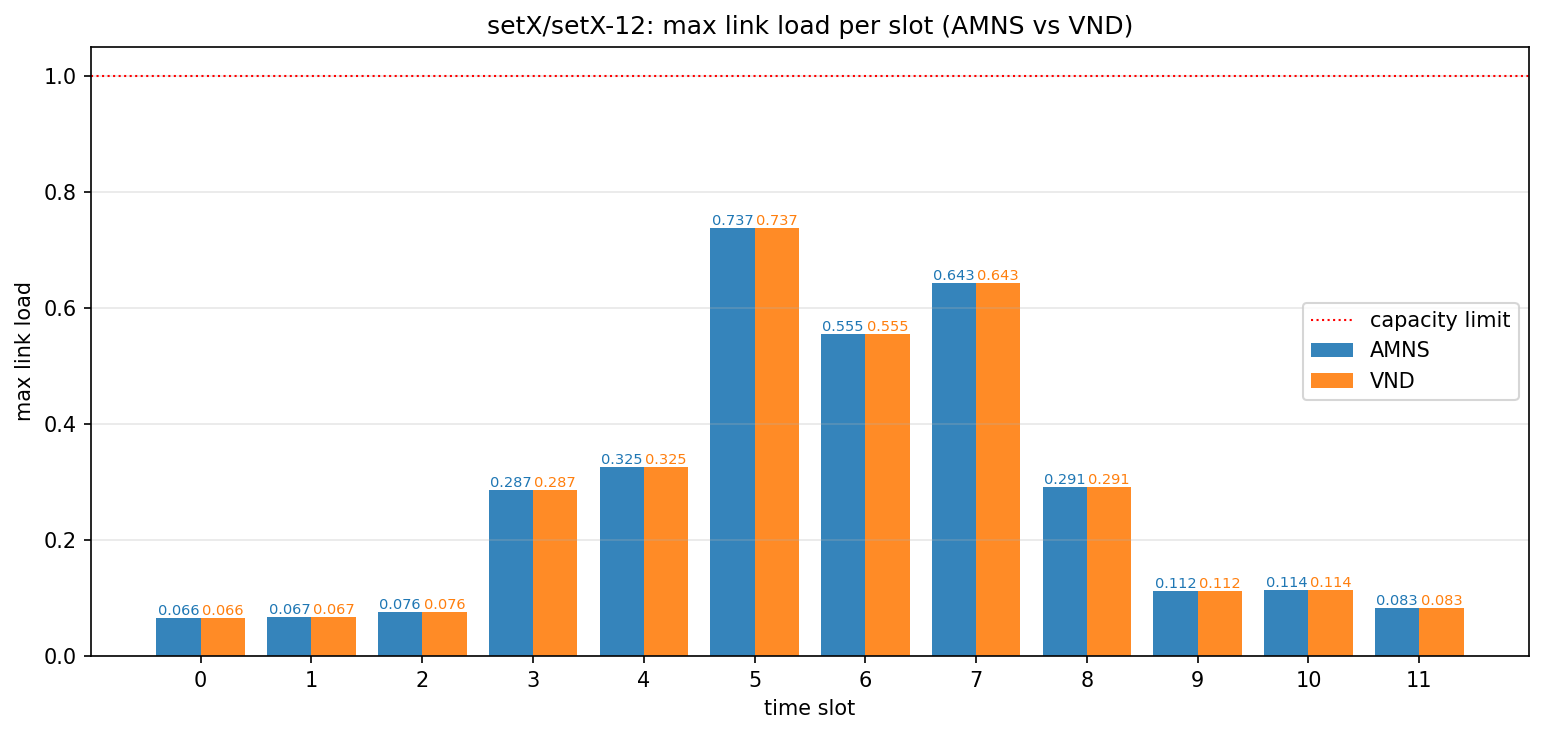 setX/setX-12: max link load per slot (AMNS vs VND)
max link load
1.0
0.8
0.6
0.4
0.2
0.0
0.066 0.066
0.067 0.067
0.076 0.076
0.287 0.287
0.325 0.325
0.737 0.737
0.555 0.555
0.643 0.643
0.291 0.291
0.112 0.112
0.114 0.114
0.083 0.083
capacity limit
AMNS
VND
0 1 2 3 4 5 6 7 8 9 10 11
time slot